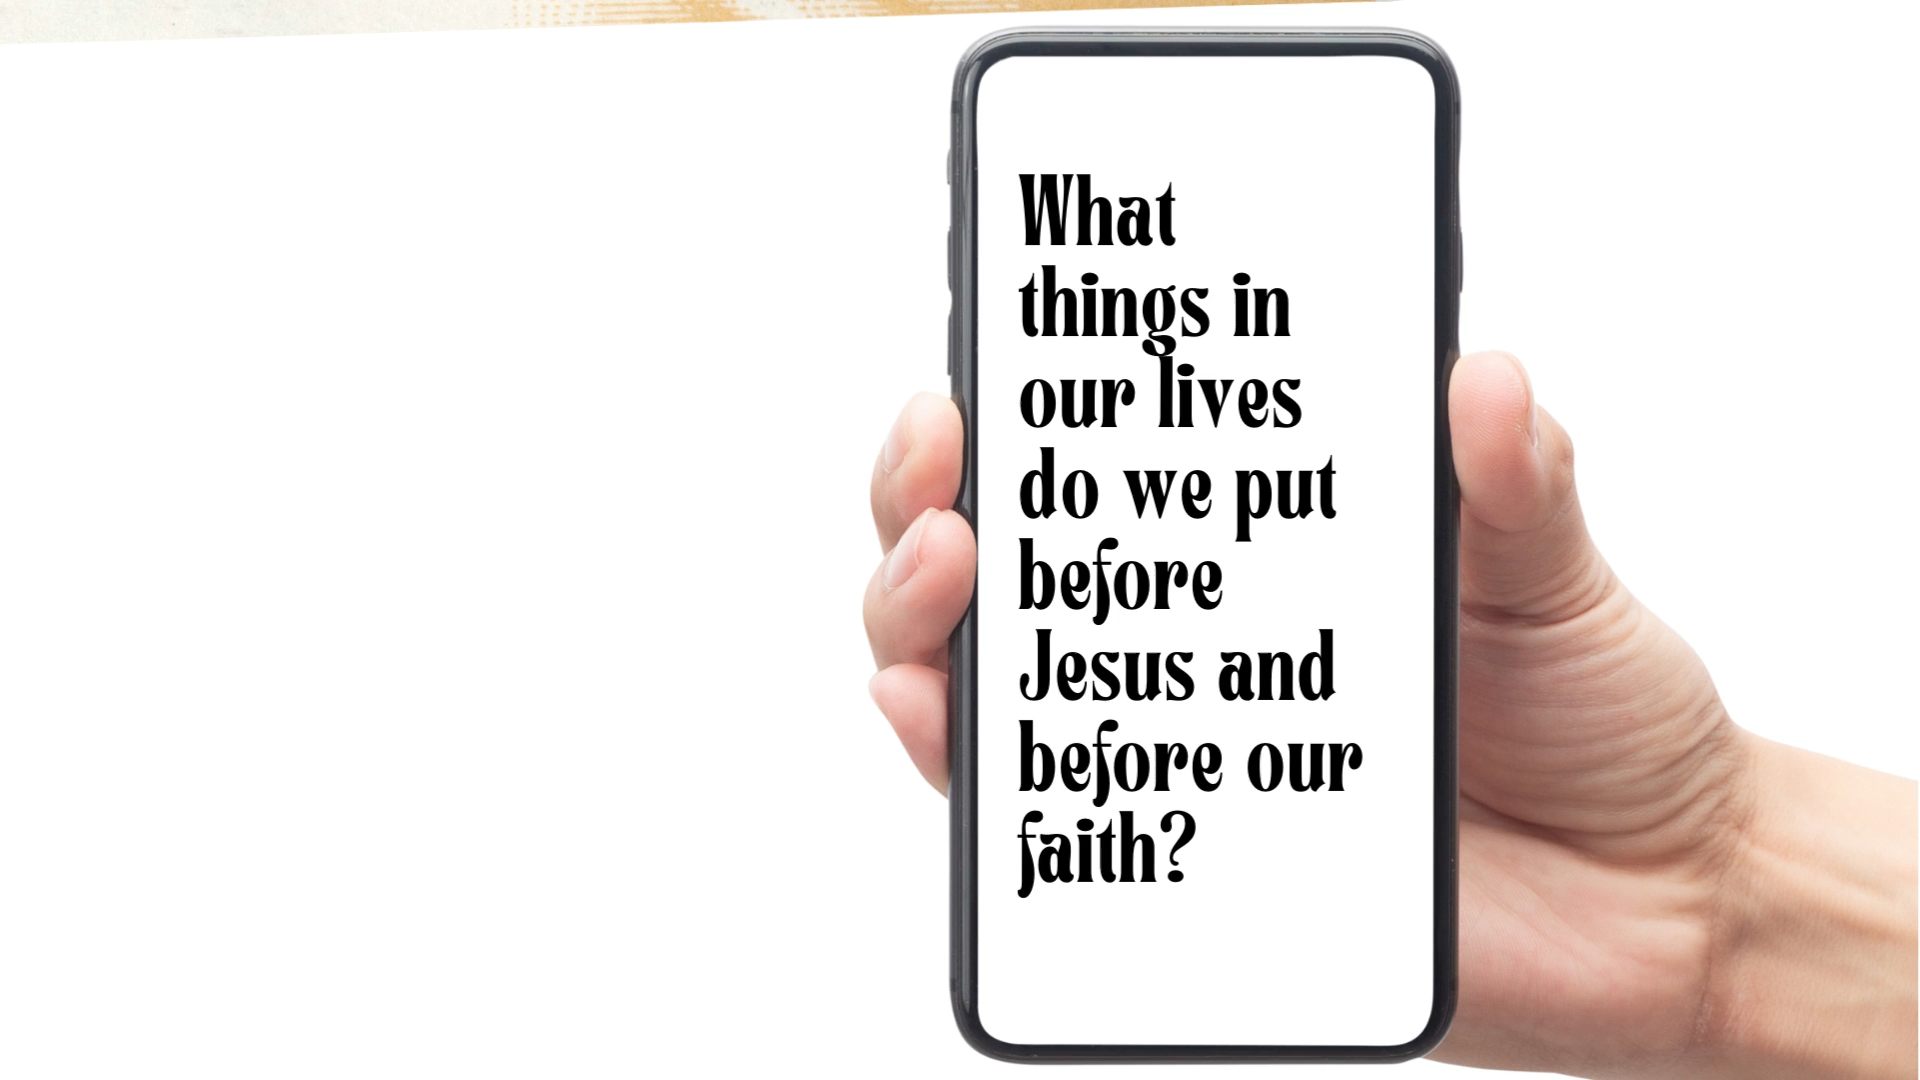 What
things in
our lives
do we put
before
Jesus and
before our
faith?